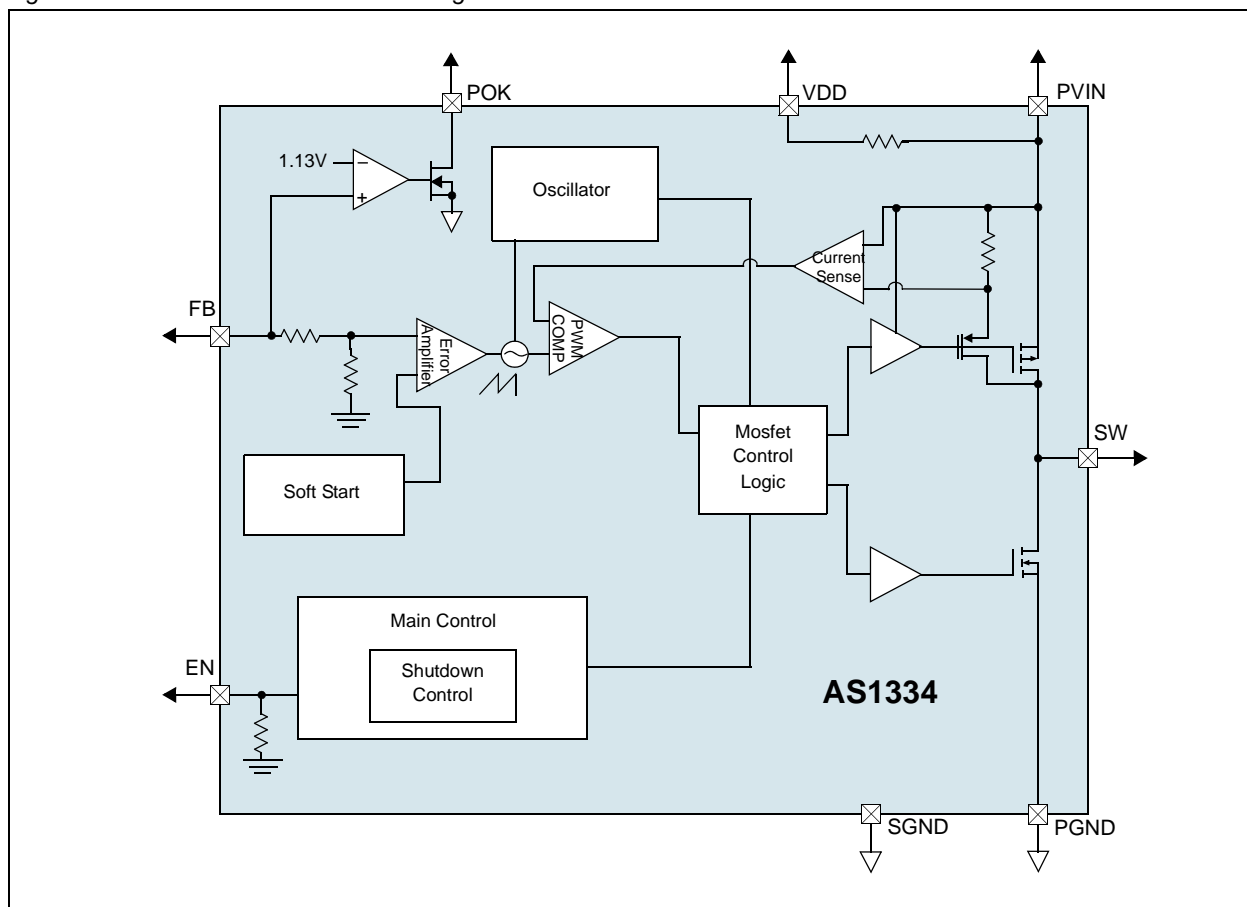 POK
VDD
PVIN
1.13V
−
+
Oscillator
Current
Sense
FB
Error
Amplifier
PWM
COMP
Mosfet
Control
Logic
SW
Soft Start
Main Control
Shutdown
Control
EN
AS1334
SGND
PGND